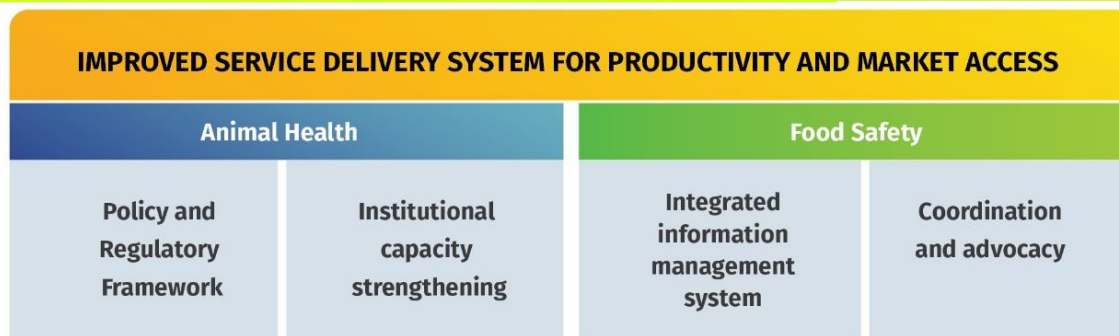 IMPROVED SERVICE DELIVERY SYSTEM FOR PRODUCTIVITY AND MARKET ACCESS
Animal Health
Food Safety
Policy and
Regulatory
Framework
Institutional
capacity
strengthening
Integrated
information
management
system
Coordination
and advocacy